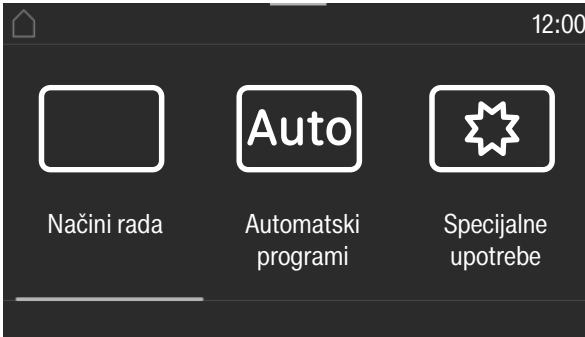 12:00
Auto
Načini rada
Automatski
programi
Specijalne
upotrebe